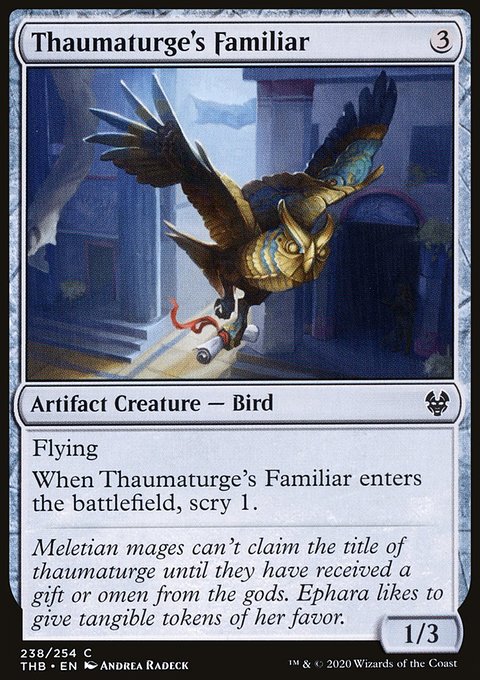 Thaumaturge's Familiar 3
Artifact Creature — Bird
Flying
When Thaumaturge's Familiar enters
the battlefield, scry 1.
Meletian mages can't claim the title of
thaumaturge until they have received a
gift or omen from the gods. Ephara likes to
give tangible tokens of her favor.
1/3
238/254 C
THB • EN Andrea Radeck
™ & © 2020 Wizards of the Coast